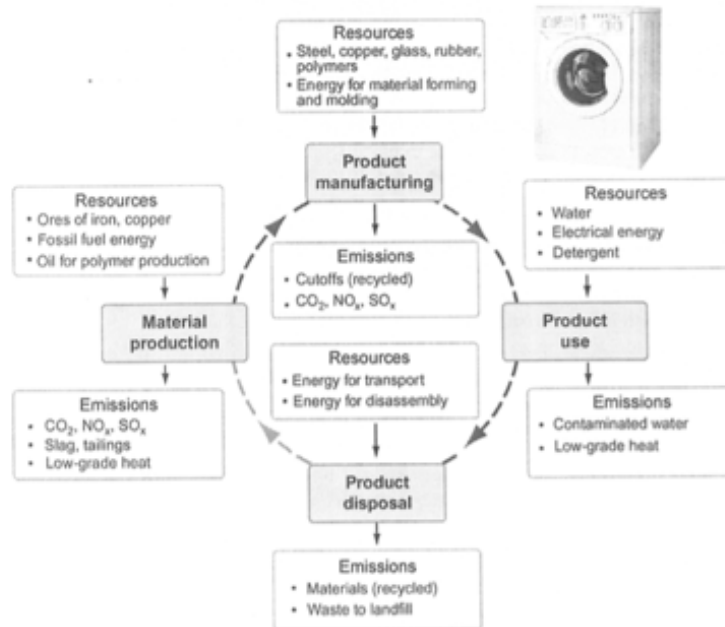 Resources
• Steel, copper, glass, rubber,
polymers
• Energy for material forming
and molding
Product
manufacturing
Resources
• Ores of iron, copper
• Fossil fuel energy
• Oil for polymer production
Resources
• Water
• Electrical energy
• Detergent
Emissions
• Cutoffs (recycled)
• CO₂, NOₓ, SOₓ
Material
production
Product
use
Resources
• Energy for transport
• Energy for disassembly
Emissions
• CO₂, NOₓ, SOₓ
• Slag, tailings
• Low-grade heat
Emissions
• Contaminated water
• Low-grade heat
Product
disposal
Emissions
• Materials (recycled)
• Waste to landfill